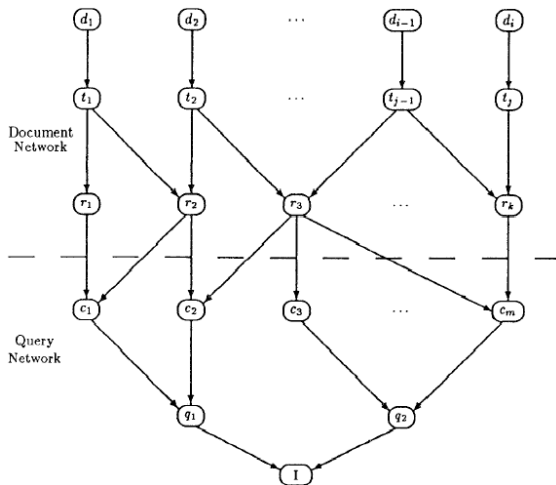 d1 d2 ... di−1 di
t1 t2 ... tj−1 tj
Document
Network
r1 r2 r3 ... rk
c1 c2 c3 ... cm
Query
Network
q1 q2
I